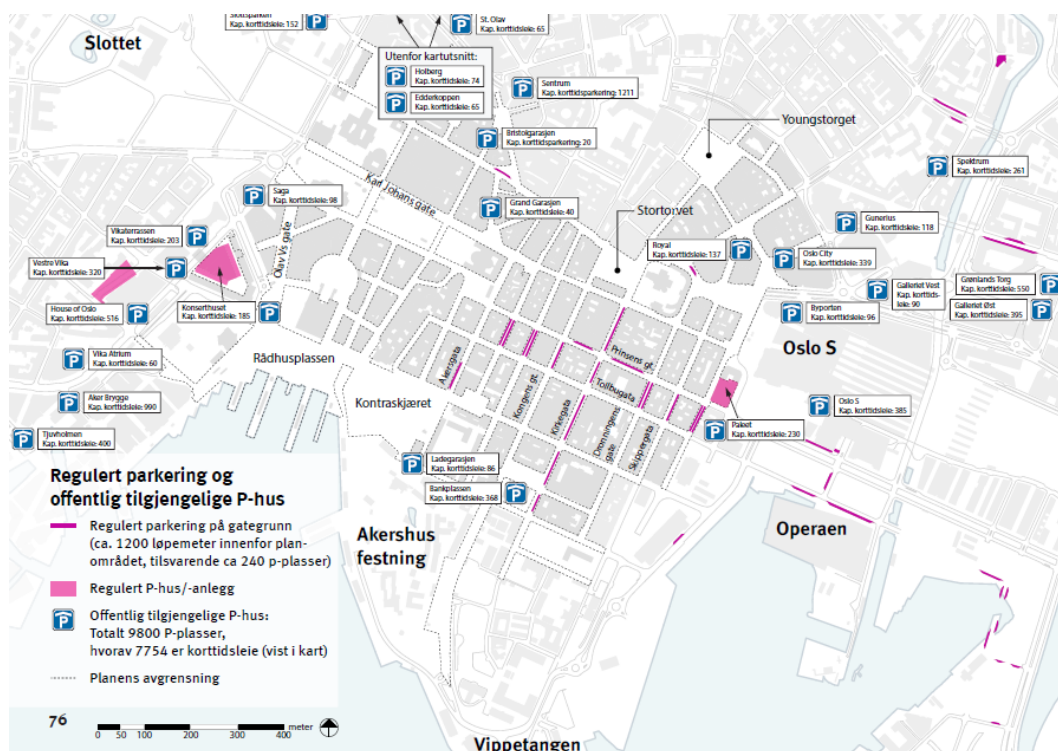 Slottsparken
Kap. korttidsleie: 152
St. Olav
Kap. korttidsleie: 65
Slottet
Utenfor kartutsnitt:
Holberg
Kap. korttidsleie: 74
Edderkoppen
Kap. korttidsleie: 65
Sentrum
Kap. korttidsparkering: 1211
Youngstorget
Bristolgarasjen
Kap. korttidsparkering: 20
Spektrum
Kap. korttidsleie: 261
Karl Johans gate
Saga
Kap. korttidsleie: 98
Grand Garasjen
Kap. korttidsleie: 40
Stortorvet
Gunerius
Kap. korttidsleie: 118
Vikaterrassen
Kap. korttidsleie: 203
Olav Vs gate
Royal
Kap. korttidsleie: 137
Oslo City
Kap. korttidsleie: 339
Vestre Vika
Kap. korttidsleie: 320
Grønlands Torg
Kap. korttidsleie: 550
Galleriet Vest
Kap. korttids-
leie: 90
Galleriet Øst
Kap. korttidsleie: 395
House of Oslo
Kap. korttidsleie: 516
Konserthuset
Kap. korttidsleie: 185
Byporten
Kap. korttidsleie: 96
Oslo S
Prinsens gt.
Rådhusplassen
Vika Atrium
Kap. korttidsleie: 60
Akersgata
Kongens gt.
Tollbugata
Kirkegata
Dronningens
gate
Skippergata
Kontraskjæret
Aker Brygge
Kap. korttidsleie: 990
Oslo S
Kap. korttidsleie: 385
Paleet
Kap. korttidsleie: 230
Tjuvholmen
Kap. korttidsleie: 400
Ladegarasjen
Kap. korttidsleie: 86
Bankplassen
Kap. korttidsleie: 368
Akershus
festning
Operaen
Regulert parkering og
offentlig tilgjengelige P-hus
Regulert parkering på gategrunn
(ca. 1200 løpemeter innenfor plan-
området, tilsvarende ca 240 p-plasser)
Regulert P-hus/-anlegg
Offentlig tilgjengelige P-hus:
Totalt 9800 P-plasser,
hvorav 7754 er korttidsleie (vist i kart)
Planens avgrensning
76
0 50 100 200 300 400 meter
Vippetangen